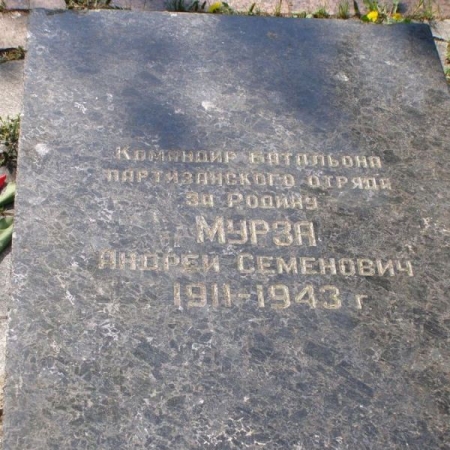 Командир батальона
партизанского отряда
За Родину
МУРЗА
АНДРЕЙ СЕМЕНОВИЧ
1911-1943 г